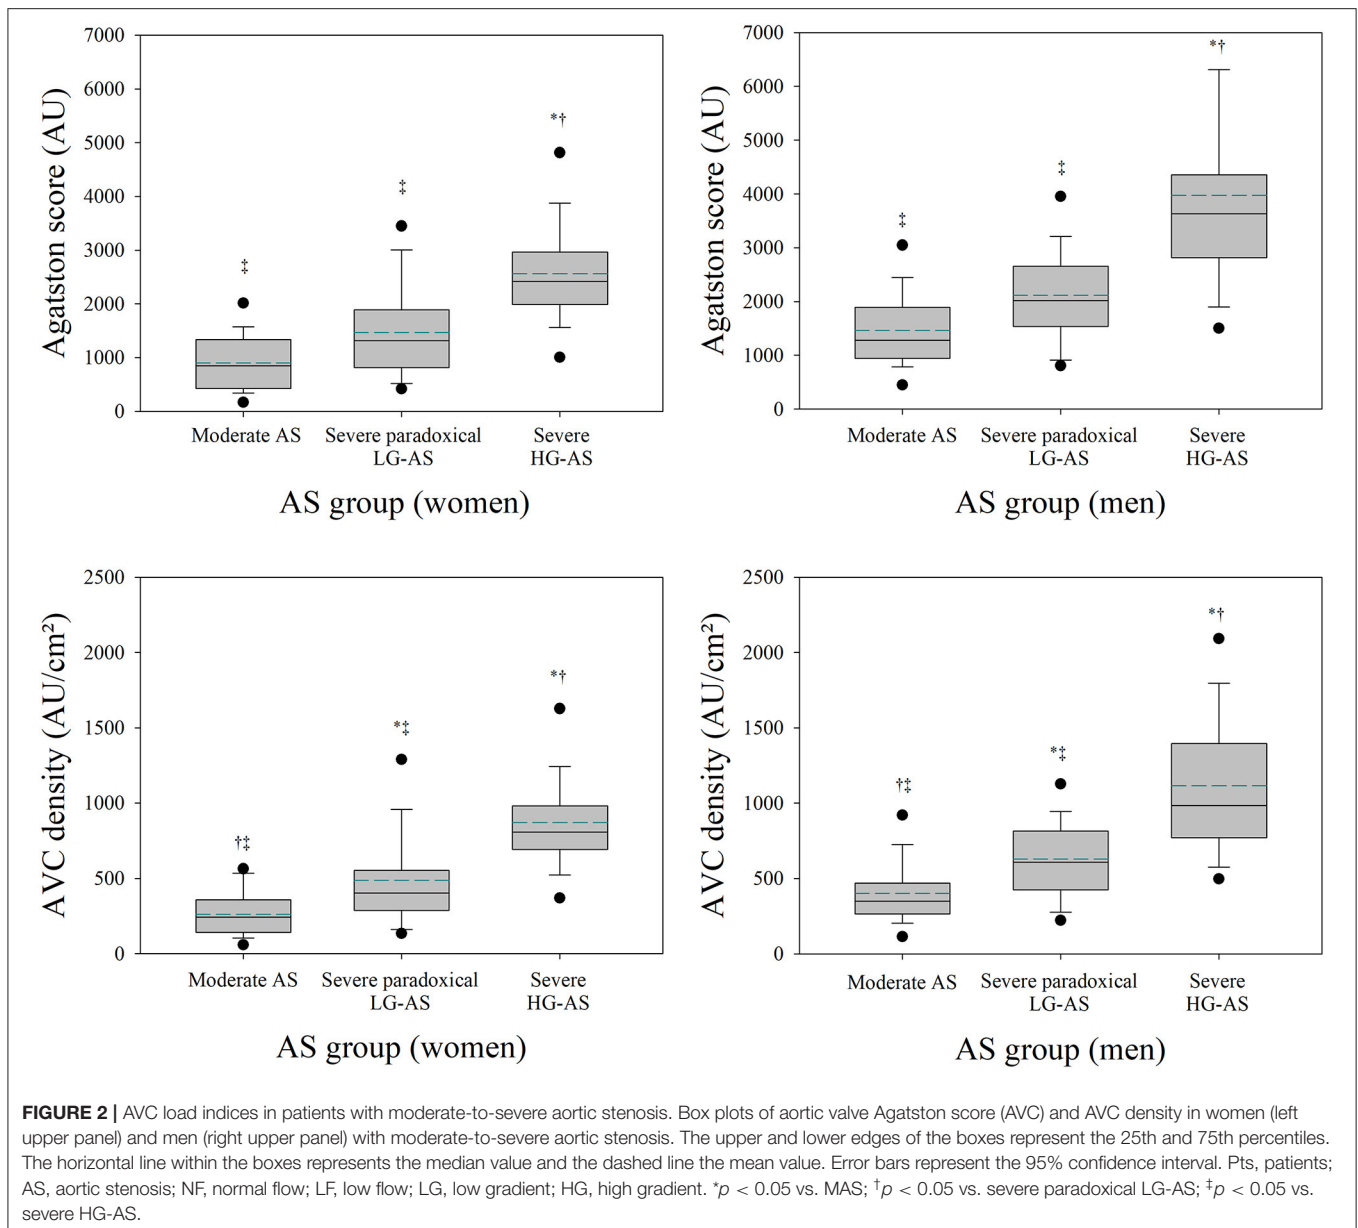 7000
6000
5000
4000
3000
2000
1000
0
Agatston score (AU)
‡
‡
*†
Moderate AS
Severe paradoxical
LG-AS
Severe
HG-AS
AS group (women)
7000
6000
5000
4000
3000
2000
1000
0
Agatston score (AU)
‡
‡
*†
Moderate AS
Severe paradoxical
LG-AS
Severe
HG-AS
AS group (men)
2500
2000
1500
1000
500
0
AVC density (AU/cm²)
†‡
*‡
*†
Moderate AS
Severe paradoxical
LG-AS
Severe
HG-AS
AS group (women)
2500
2000
1500
1000
500
0
AVC density (AU/cm²)
†‡
*‡
*†
Moderate AS
Severe paradoxical
LG-AS
Severe
HG-AS
AS group (men)
FIGURE 2 | AVC load indices in patients with moderate-to-severe aortic stenosis. Box plots of aortic valve Agatston score (AVC) and AVC density in women (left
upper panel) and men (right upper panel) with moderate-to-severe aortic stenosis. The upper and lower edges of the boxes represent the 25th and 75th percentiles.
The horizontal line within the boxes represents the median value and the dashed line the mean value. Error bars represent the 95% confidence interval. Pts, patients;
AS, aortic stenosis; NF, normal flow; LF, low flow; LG, low gradient; HG, high gradient. *p < 0.05 vs. MAS; †p < 0.05 vs. severe paradoxical LG-AS; ‡p < 0.05 vs.
severe HG-AS.